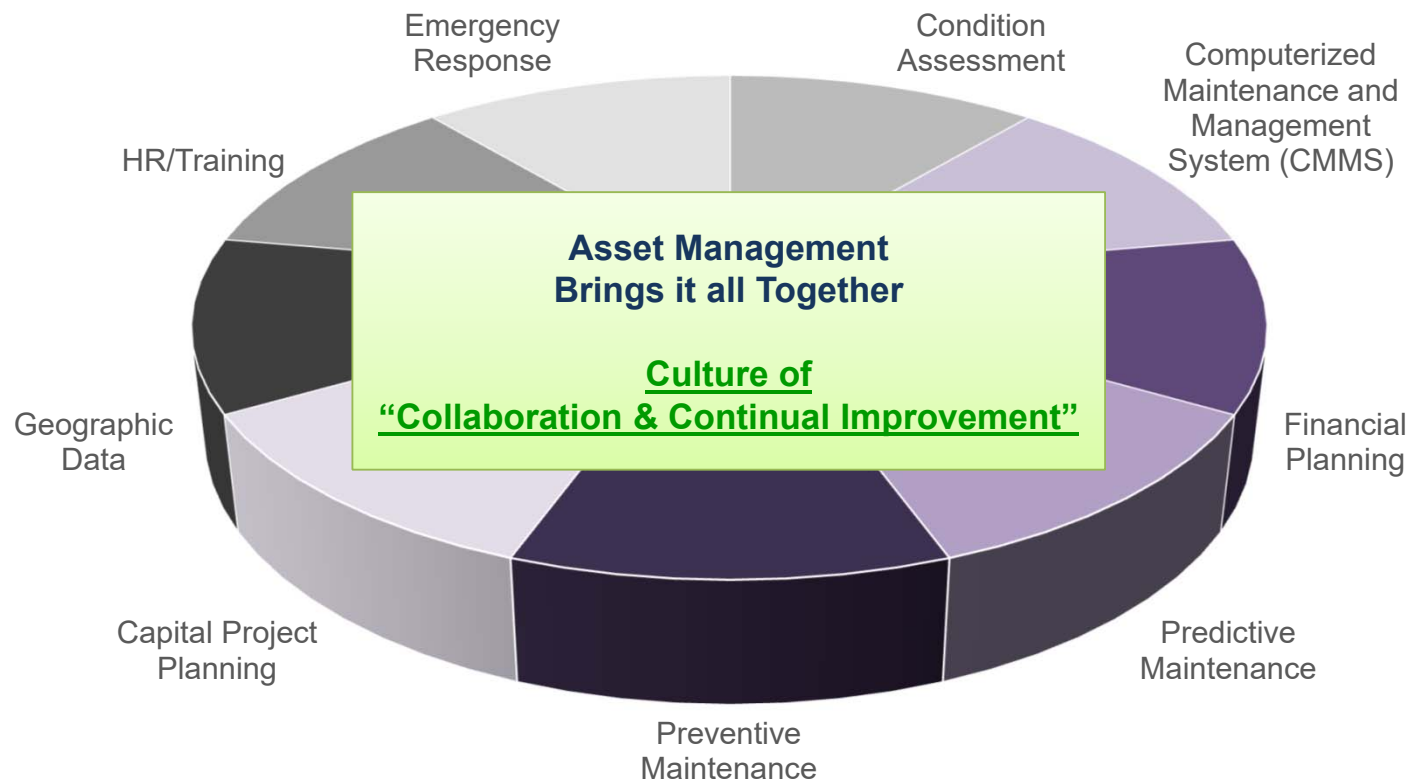 Emergency
Response
Condition
Assessment
Computerized
Maintenance and
Management
System (CMMS)
HR/Training
Asset Management
Brings it all Together
Culture of
“Collaboration & Continual Improvement”
Geographic
Data
Financial
Planning
Capital Project
Planning
Predictive
Maintenance
Preventive
Maintenance